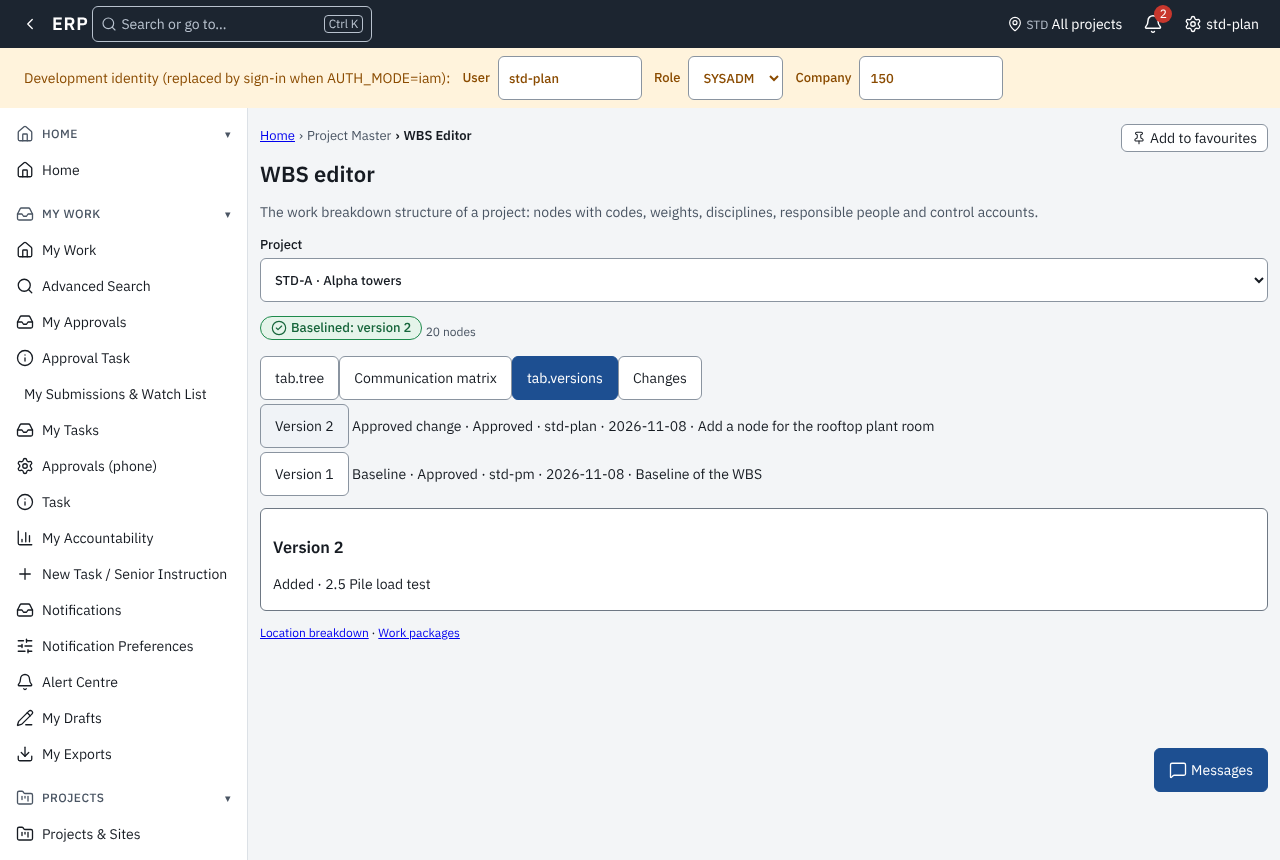 ERP Search or go to... Ctrl K STD All projects 2 std-plan
Development identity (replaced by sign-in when AUTH_MODE=iam): User std-plan Role SYSADM Company 150
HOME
Home
MY WORK
My Work
Advanced Search
My Approvals
Approval Task
My Submissions & Watch List
My Tasks
Approvals (phone)
Task
My Accountability
New Task / Senior Instruction
Notifications
Notification Preferences
Alert Centre
My Drafts
My Exports
PROJECTS
Projects & Sites
Home › Project Master › WBS Editor
Add to favourites
WBS editor
The work breakdown structure of a project: nodes with codes, weights, disciplines, responsible people and control accounts.
Project
STD-A · Alpha towers
Baselined: version 2 20 nodes
tab.tree Communication matrix tab.versions Changes
Version 2 Approved change · Approved · std-plan · 2026-11-08 · Add a node for the rooftop plant room
Version 1 Baseline · Approved · std-pm · 2026-11-08 · Baseline of the WBS
Version 2
Added · 2.5 Pile load test
Location breakdown · Work packages
Messages